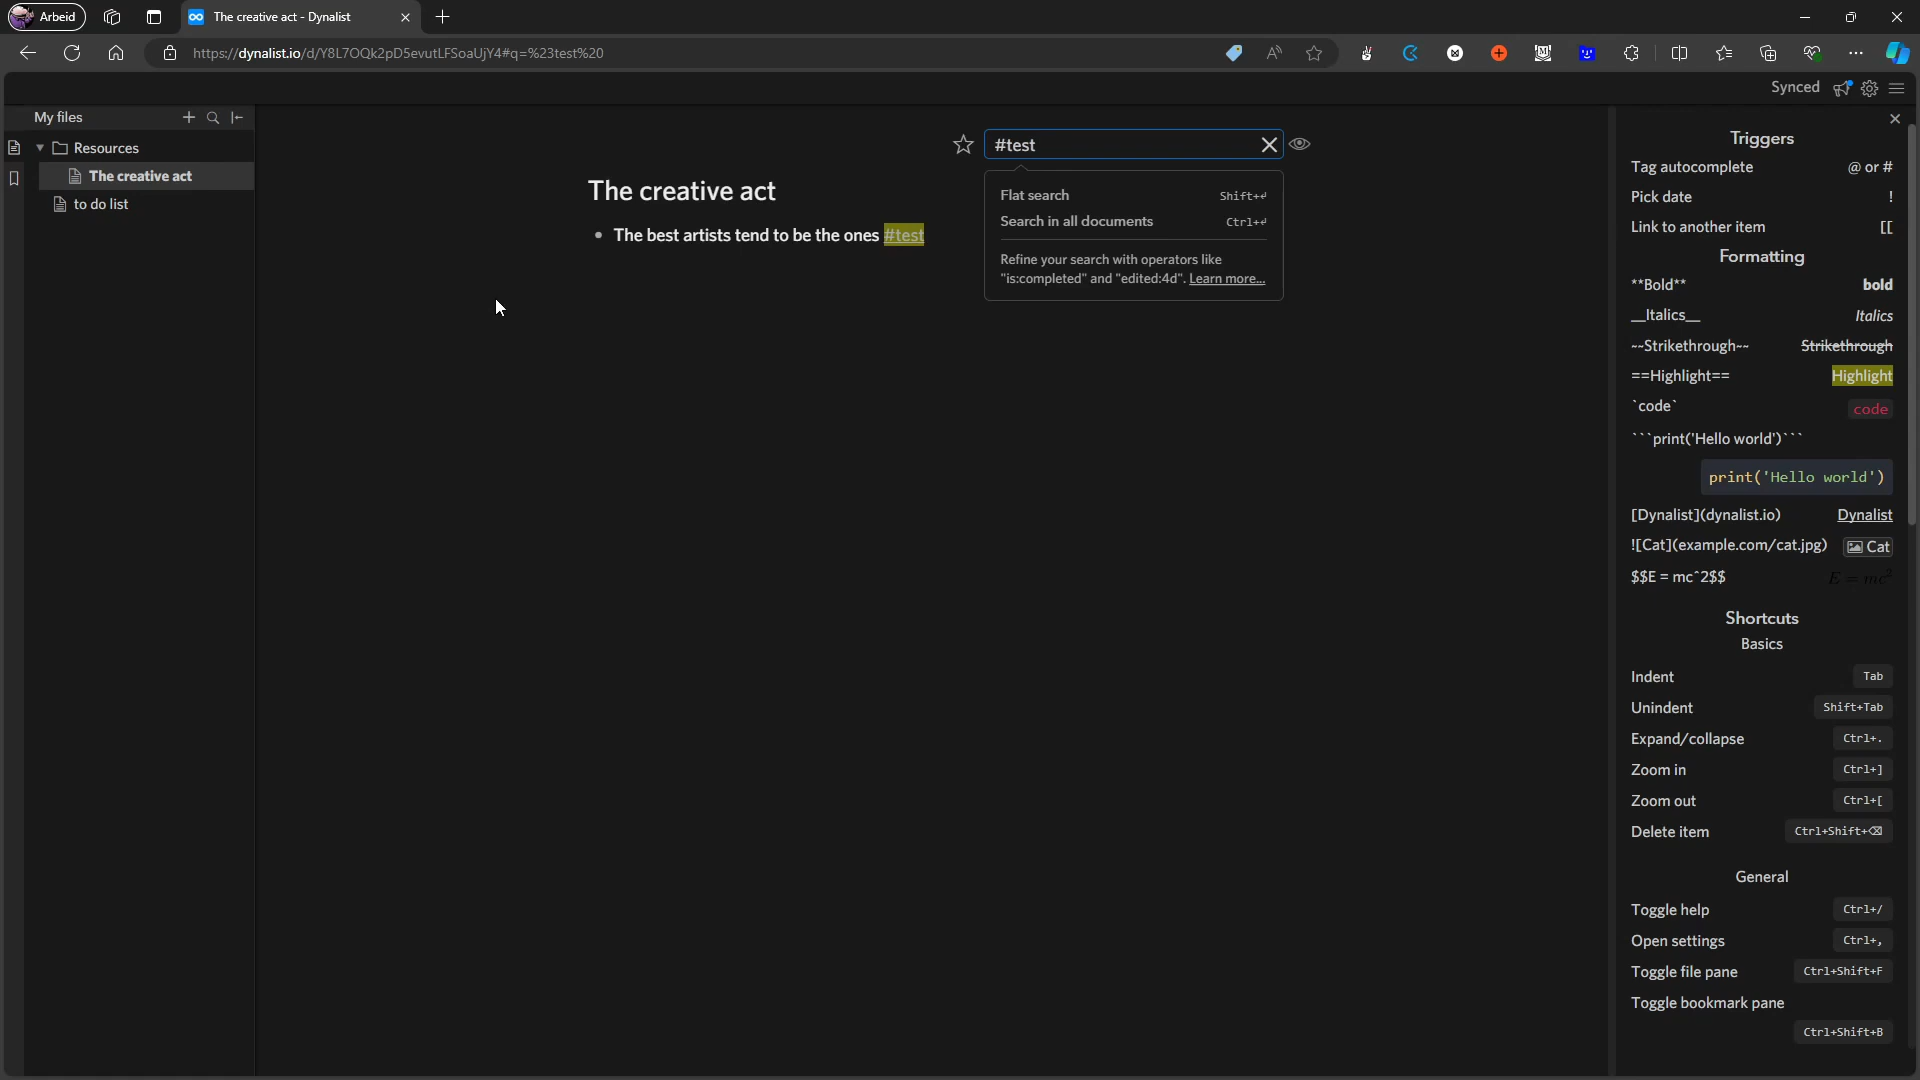 Arbeid
The creative act - Dynalist
https://dynalist.io/d/Y8L7OQk2pD5evutLFSoaUjY4#q=%23test%20
Synced
My files
Resources
The creative act
to do list
#test
The creative act
The best artists tend to be the ones #test
Flat search Shift+↵
Search in all documents Ctrl+↵
Refine your search with operators like
"is:completed" and "edited:4d". Learn more...
Triggers
Tag autocomplete @ or #
Pick date !
Link to another item [[
Formatting
**Bold** bold
__Italics__ Italics
~~Strikethrough~~ Strikethrough
==Highlight== Highlight
`code` code
```print('Hello world')```
print('Hello world')
[Dynalist](dynalist.io) Dynalist
![Cat](example.com/cat.jpg) Cat
$$E = mc^2$$ E = mc²
Shortcuts
Basics
Indent Tab
Unindent Shift+Tab
Expand/collapse Ctrl+.
Zoom in Ctrl+]
Zoom out Ctrl+[
Delete item Ctrl+Shift+⌫
General
Toggle help Ctrl+/
Open settings Ctrl+,
Toggle file pane Ctrl+Shift+F
Toggle bookmark pane
Ctrl+Shift+B